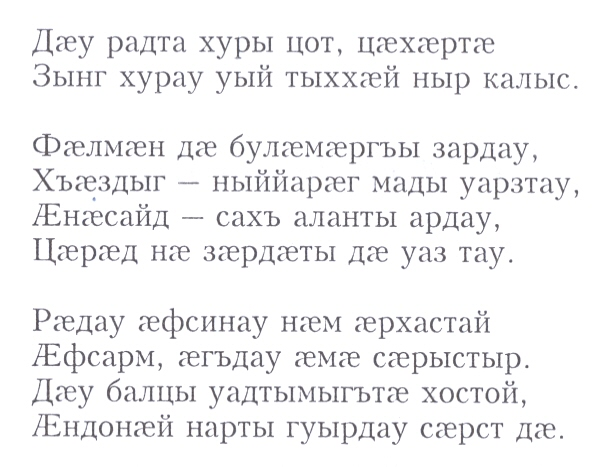 Дæу радта хуры цот, цæхæртæ
Зынг хурау уый тыххæй ныр калыс.
Фæлмæн дæ булæмæргъы зардау,
Хъæздыг — ныййарæг мады уарзтау,
Æнæсайд — сахъ аланты ардау,
Цæрæд нæ зæрдæты дæ уаз тау.
Рæдау æфсинау нæм æрхастай
Æфсарм, æгъдау æмæ сæрыстыр.
Дæу балцы уадтымыгътæ хостой,
Æндонæй нарты гуырдау сæрст дæ.